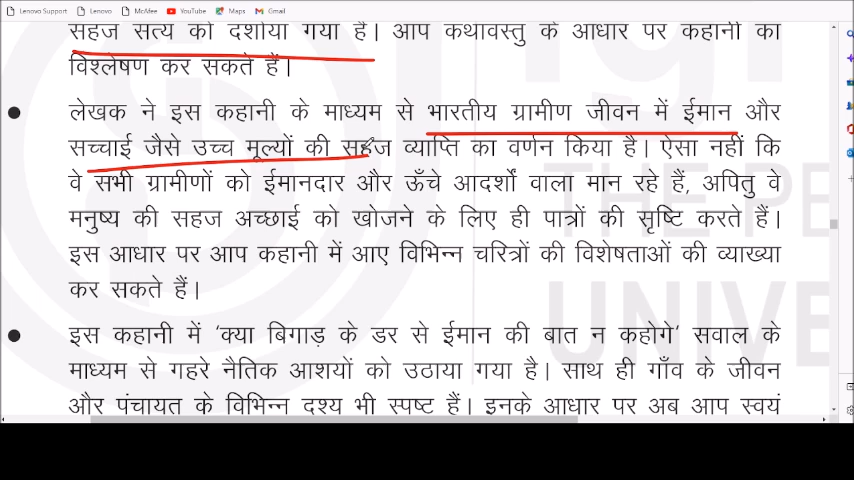 Lenovo Support Lenovo McAfee YouTube Maps Gmail
सहज सत्य को दर्शाया गया है। आप कथावस्तु के आधार पर कहानी का
विश्लेषण कर सकते हैं।
● लेखक ने इस कहानी के माध्यम से भारतीय ग्रामीण जीवन में ईमान और
सच्चाई जैसे उच्च मूल्यों की सहज व्याप्ति का वर्णन किया है। ऐसा नहीं कि
वे सभी ग्रामीणों को ईमानदार और ऊँचे आदर्शों वाला मान रहे हैं, अपितु वे
मनुष्य की सहज अच्छाई को खोजने के लिए ही पात्रों की सृष्टि करते हैं।
इस आधार पर आप कहानी में आए विभिन्न चरित्रों की विशेषताओं की व्याख्या
कर सकते हैं।
● इस कहानी में ‘क्या बिगाड़ के डर से ईमान की बात न कहोगे’ सवाल के
माध्यम से गहरे नैतिक आशयों को उठाया गया है। साथ ही गाँव के जीवन
और पंचायत के विभिन्न दृश्य भी स्पष्ट हैं। इनके आधार पर अब आप स्वयं
THE PE
UNIVE